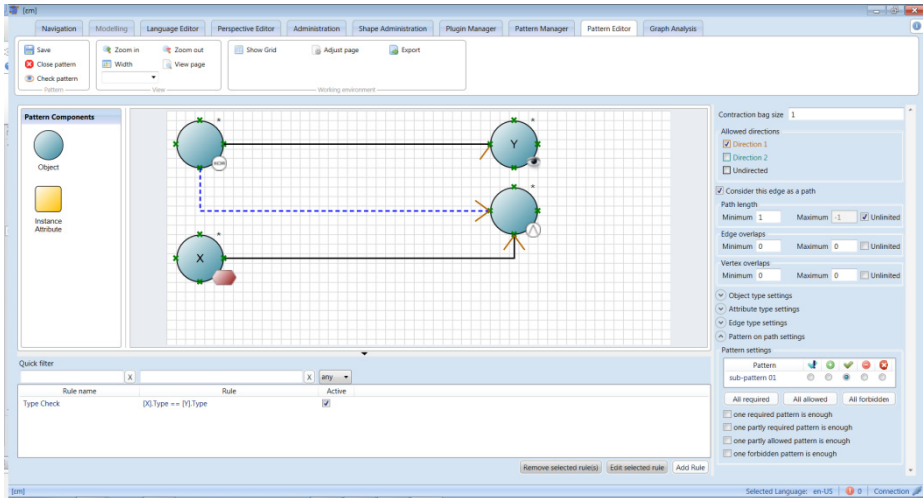 [em]
Navigation Modelling Language Editor Perspective Editor Administration Shape Administration Plugin Manager Pattern Manager Pattern Editor Graph Analysis
Save Zoom in Zoom out Show Grid Adjust page Export
Close pattern Width View page
Check pattern
Pattern View Working environment
Pattern Components
Object
Instance
Attribute
* *
XOR Y
*
X
*
Contraction bag size 1
Allowed directions
Direction 1
Direction 2
Undirected
Consider this edge as a path
Path length
Minimum 1 Maximum -1 Unlimited
Edge overlaps
Minimum 0 Maximum 0 Unlimited
Vertex overlaps
Minimum 0 Maximum 0 Unlimited
Object type settings
Attribute type settings
Edge type settings
Pattern on path settings
Pattern settings
Pattern
sub-pattern 01
All required All allowed All forbidden
one required pattern is enough
one partly required pattern is enough
one partly allowed pattern is enough
one forbidden pattern is enough
Quick filter
X X any
Rule name Rule Active
Type Check [X].Type == [Y].Type
Remove selected rule(s) Edit selected rule Add Rule
[em] Selected Language: en-US 0 Connection